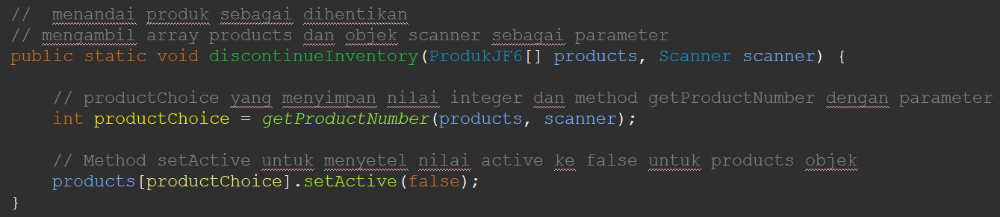 //  menandai produk sebagai dihentikan
// mengambil array products dan objek scanner sebagai parameter
public static void discontinueInventory(ProdukJF6[] products, Scanner scanner) {
// productChoice yang menyimpan nilai integer dan method getProductNumber dengan parameter
int productChoice = getProductNumber(products, scanner);
// Method setActive untuk menyetel nilai active ke false untuk products objek
products[productChoice].setActive(false);
}